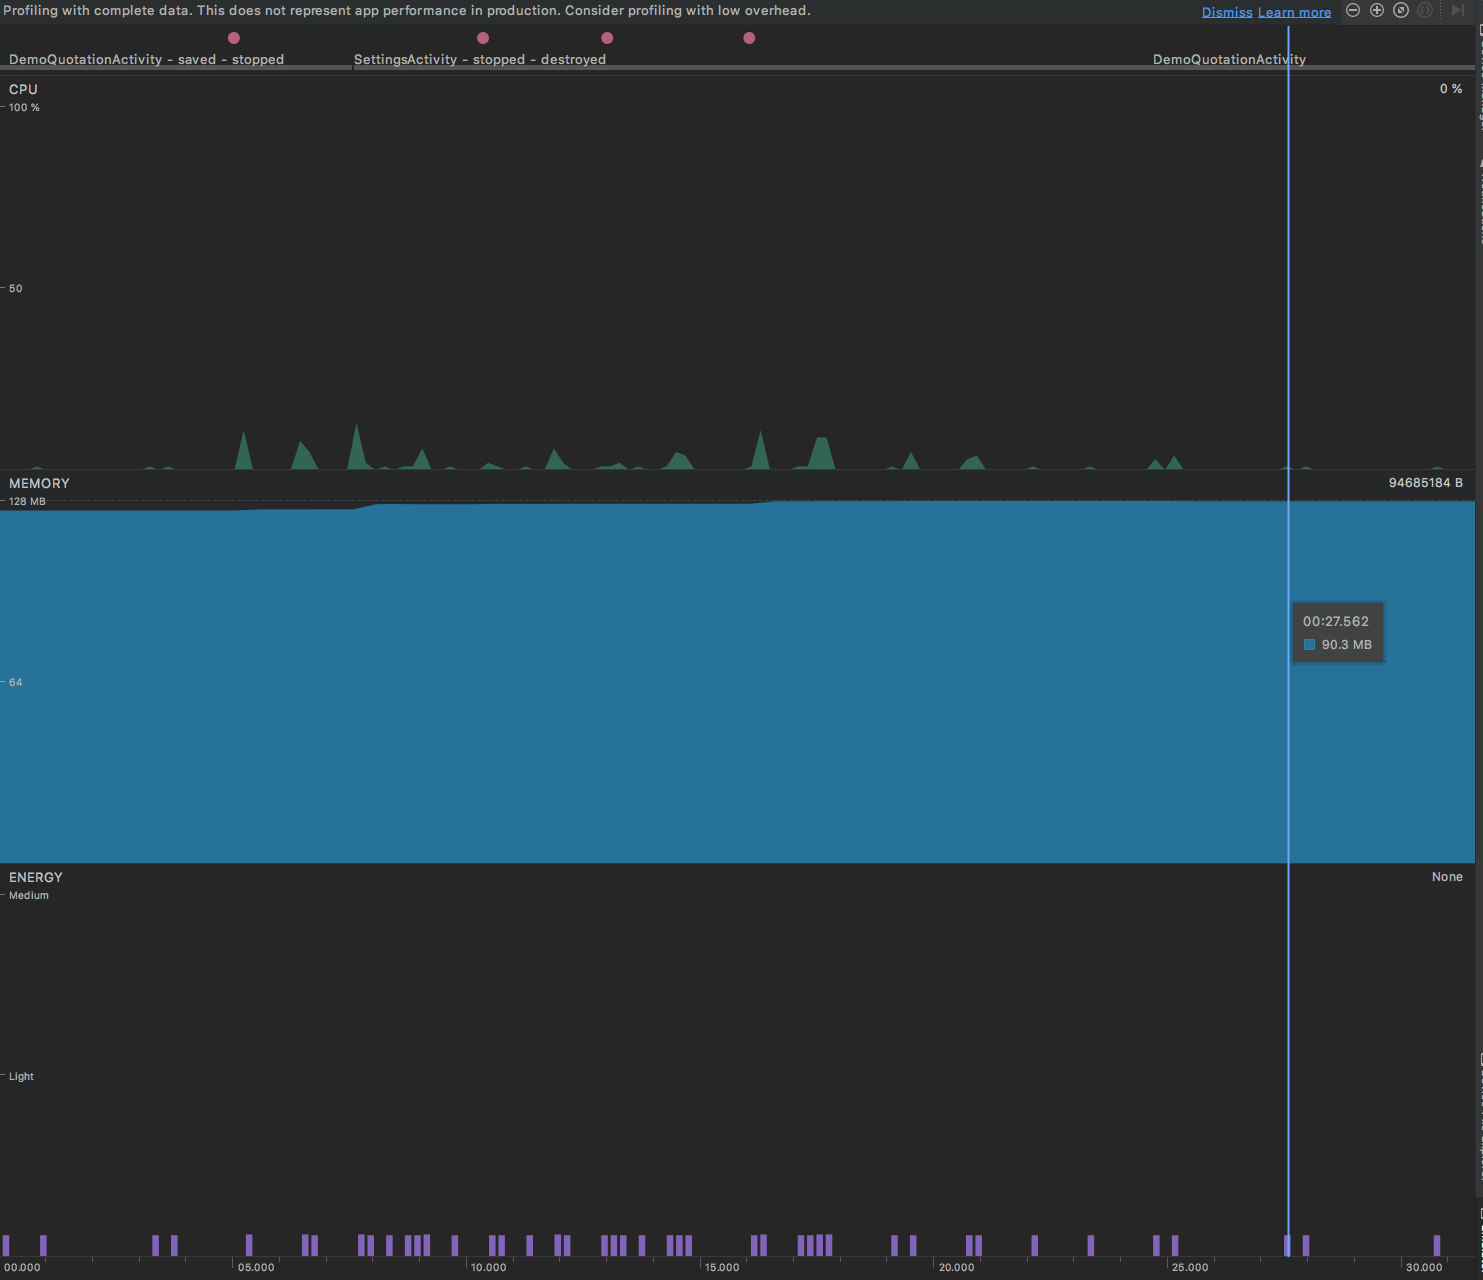 Profiling with complete data. This does not represent app performance in production. Consider profiling with low overhead.
Dismiss Learn more
DemoQuotationActivity - saved - stopped
SettingsActivity - stopped - destroyed
DemoQuotationActivity
CPU
0 %
100 %
50
MEMORY
94685184 B
128 MB
00:27.562
90.3 MB
64
ENERGY
None
Medium
Light
00.000 05.000 10.000 15.000 20.000 25.000 30.000